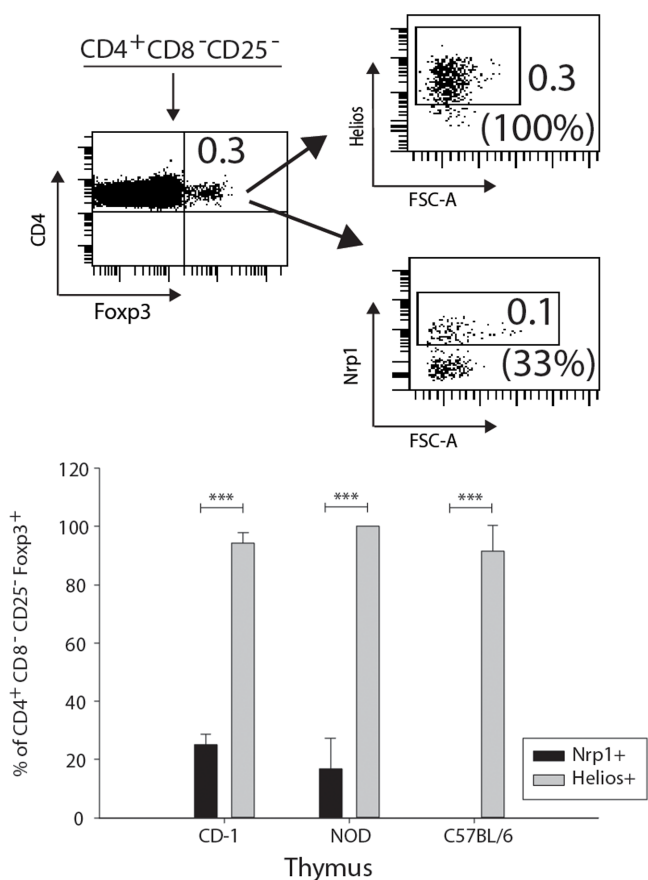 CD4⁺CD8⁻CD25⁻
0.3
CD4
Foxp3
Helios
0.3
(100%)
FSC-A
Nrp1
0.1
(33%)
FSC-A
% of CD4⁺ CD8⁻ CD25⁻ Foxp3⁺
120
100
80
60
40
20
0
*** *** ***
CD-1 NOD C57BL/6
Thymus
Nrp1+
Helios+